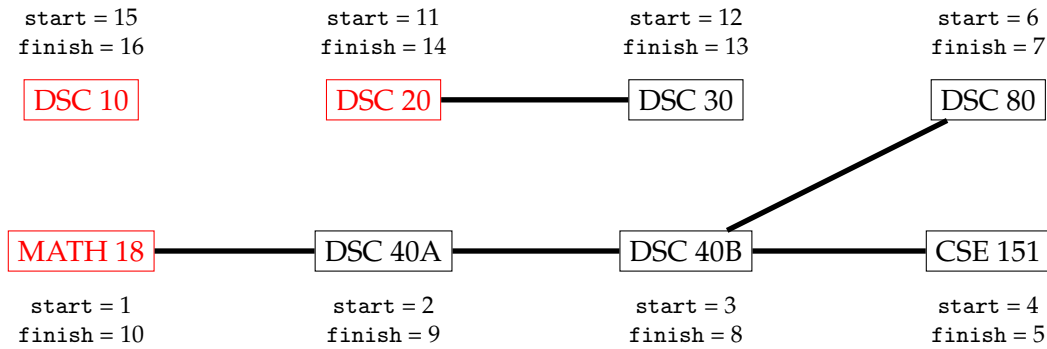 start = 15
finish = 16
DSC 10
start = 11
finish = 14
DSC 20
start = 12
finish = 13
DSC 30
start = 6
finish = 7
DSC 80
MATH 18
start = 1
finish = 10
DSC 40A
start = 2
finish = 9
DSC 40B
start = 3
finish = 8
CSE 151
start = 4
finish = 5